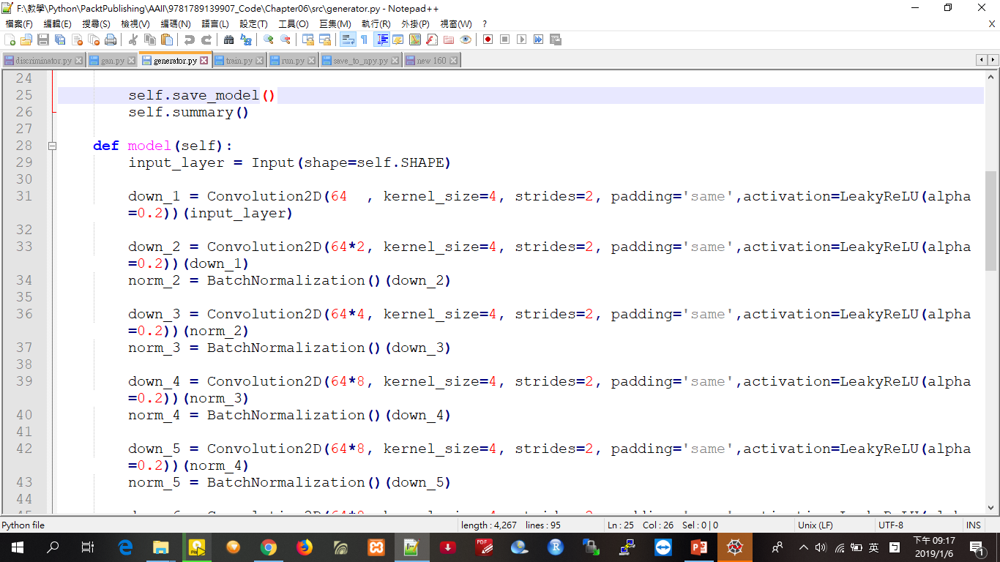 F:\教學\Python\PacktPublishing\AAII\9781789139907_Code\Chapter06\src\generator.py - Notepad++
檔案(F) 編輯(E) 搜尋(S) 檢視(V) 編碼(N) 語言(L) 設定(T) 工具(O) 巨集(M) 執行(R) 外掛(P) 視窗(W) ? X
discriminator.py gan.py generator.py train.py run.py save_to_npy.py new 160
24
25 self.save_model()
26 self.summary()
27
28 def model(self):
29 input_layer = Input(shape=self.SHAPE)
30
31 down_1 = Convolution2D(64  , kernel_size=4, strides=2, padding='same',activation=LeakyReLU(alpha
=0.2))(input_layer)
32
33 down_2 = Convolution2D(64*2, kernel_size=4, strides=2, padding='same',activation=LeakyReLU(alpha
=0.2))(down_1)
34 norm_2 = BatchNormalization()(down_2)
35
36 down_3 = Convolution2D(64*4, kernel_size=4, strides=2, padding='same',activation=LeakyReLU(alpha
=0.2))(norm_2)
37 norm_3 = BatchNormalization()(down_3)
38
39 down_4 = Convolution2D(64*8, kernel_size=4, strides=2, padding='same',activation=LeakyReLU(alpha
=0.2))(norm_3)
40 norm_4 = BatchNormalization()(down_4)
41
42 down_5 = Convolution2D(64*8, kernel_size=4, strides=2, padding='same',activation=LeakyReLU(alpha
=0.2))(norm_4)
43 norm_5 = BatchNormalization()(down_5)
44
Python file length : 4,267 lines : 95 Ln : 25 Col : 26 Sel : 0 | 0 Unix (LF) UTF-8 INS
英 下午 09:17
2019/1/6